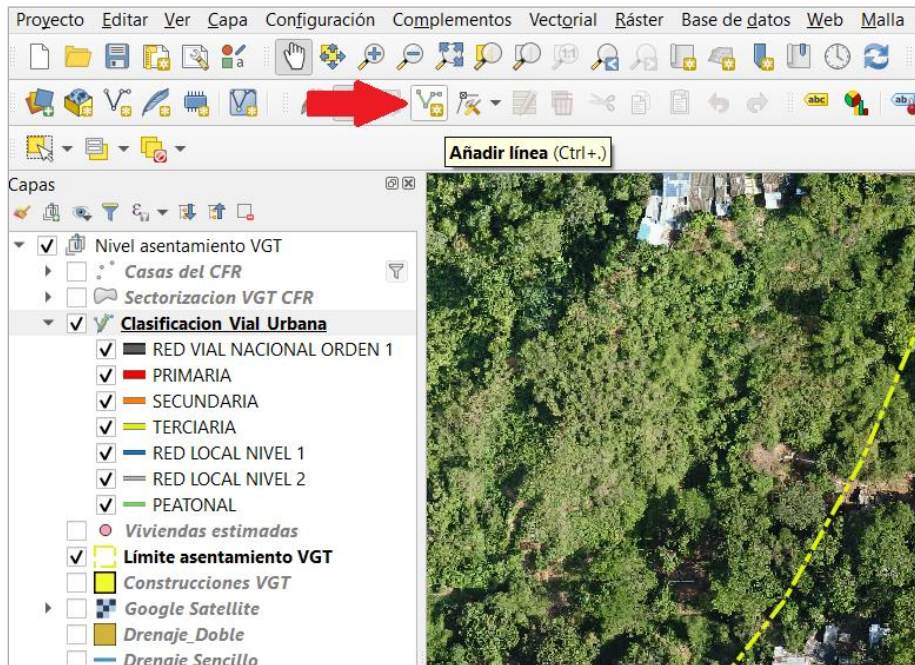 Proyecto Editar Ver Capa Configuración Complementos Vectorial Ráster Base de datos Web Malla
a
1:1
abc
ab
Añadir línea (Ctrl+.)
Capas
Nivel asentamiento VGT
Casas del CFR
Sectorizacion VGT CFR
Clasificacion_Vial_Urbana
RED VIAL NACIONAL ORDEN 1
PRIMARIA
SECUNDARIA
TERCIARIA
RED LOCAL NIVEL 1
RED LOCAL NIVEL 2
PEATONAL
Viviendas estimadas
Límite asentamiento VGT
Construcciones VGT
Google Satellite
Drenaje_Doble
Drenaje Sencillo